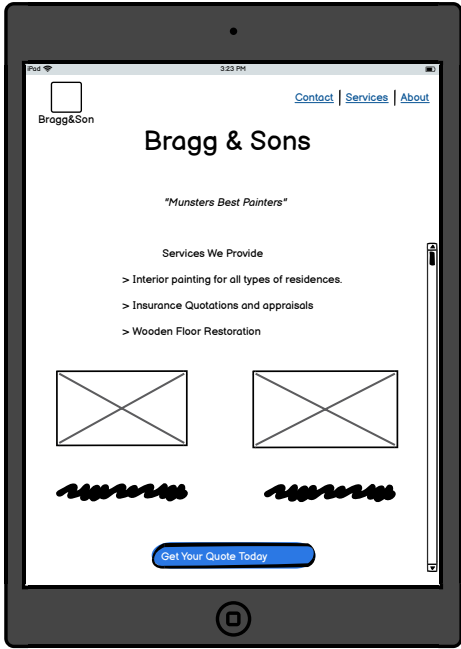 iPad
3:23 PM
Contact | Services | About
Bragg&Son
Bragg & Sons
"Munsters Best Painters"
Services We Provide
> Interior painting for all types of residences.
> Insurance Quotations and appraisals
> Wooden Floor Restoration
Get Your Quote Today